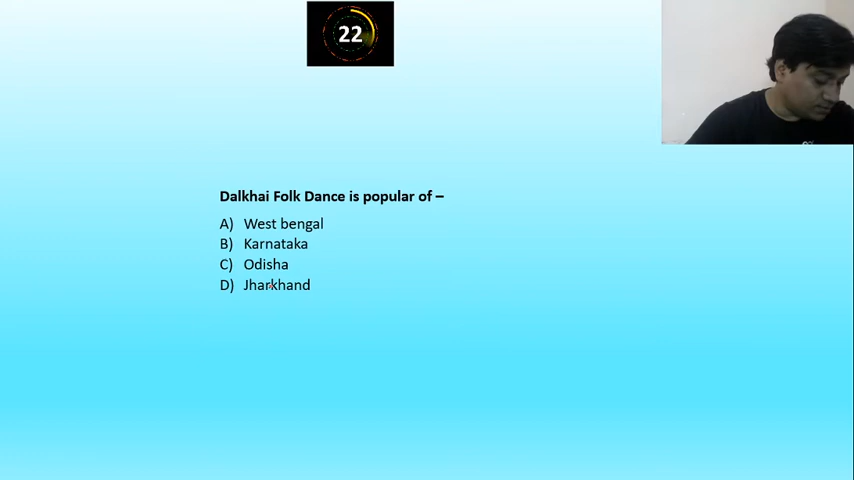 22
Dalkhai Folk Dance is popular of –
A) West bengal
B) Karnataka
C) Odisha
D) Jharkhand